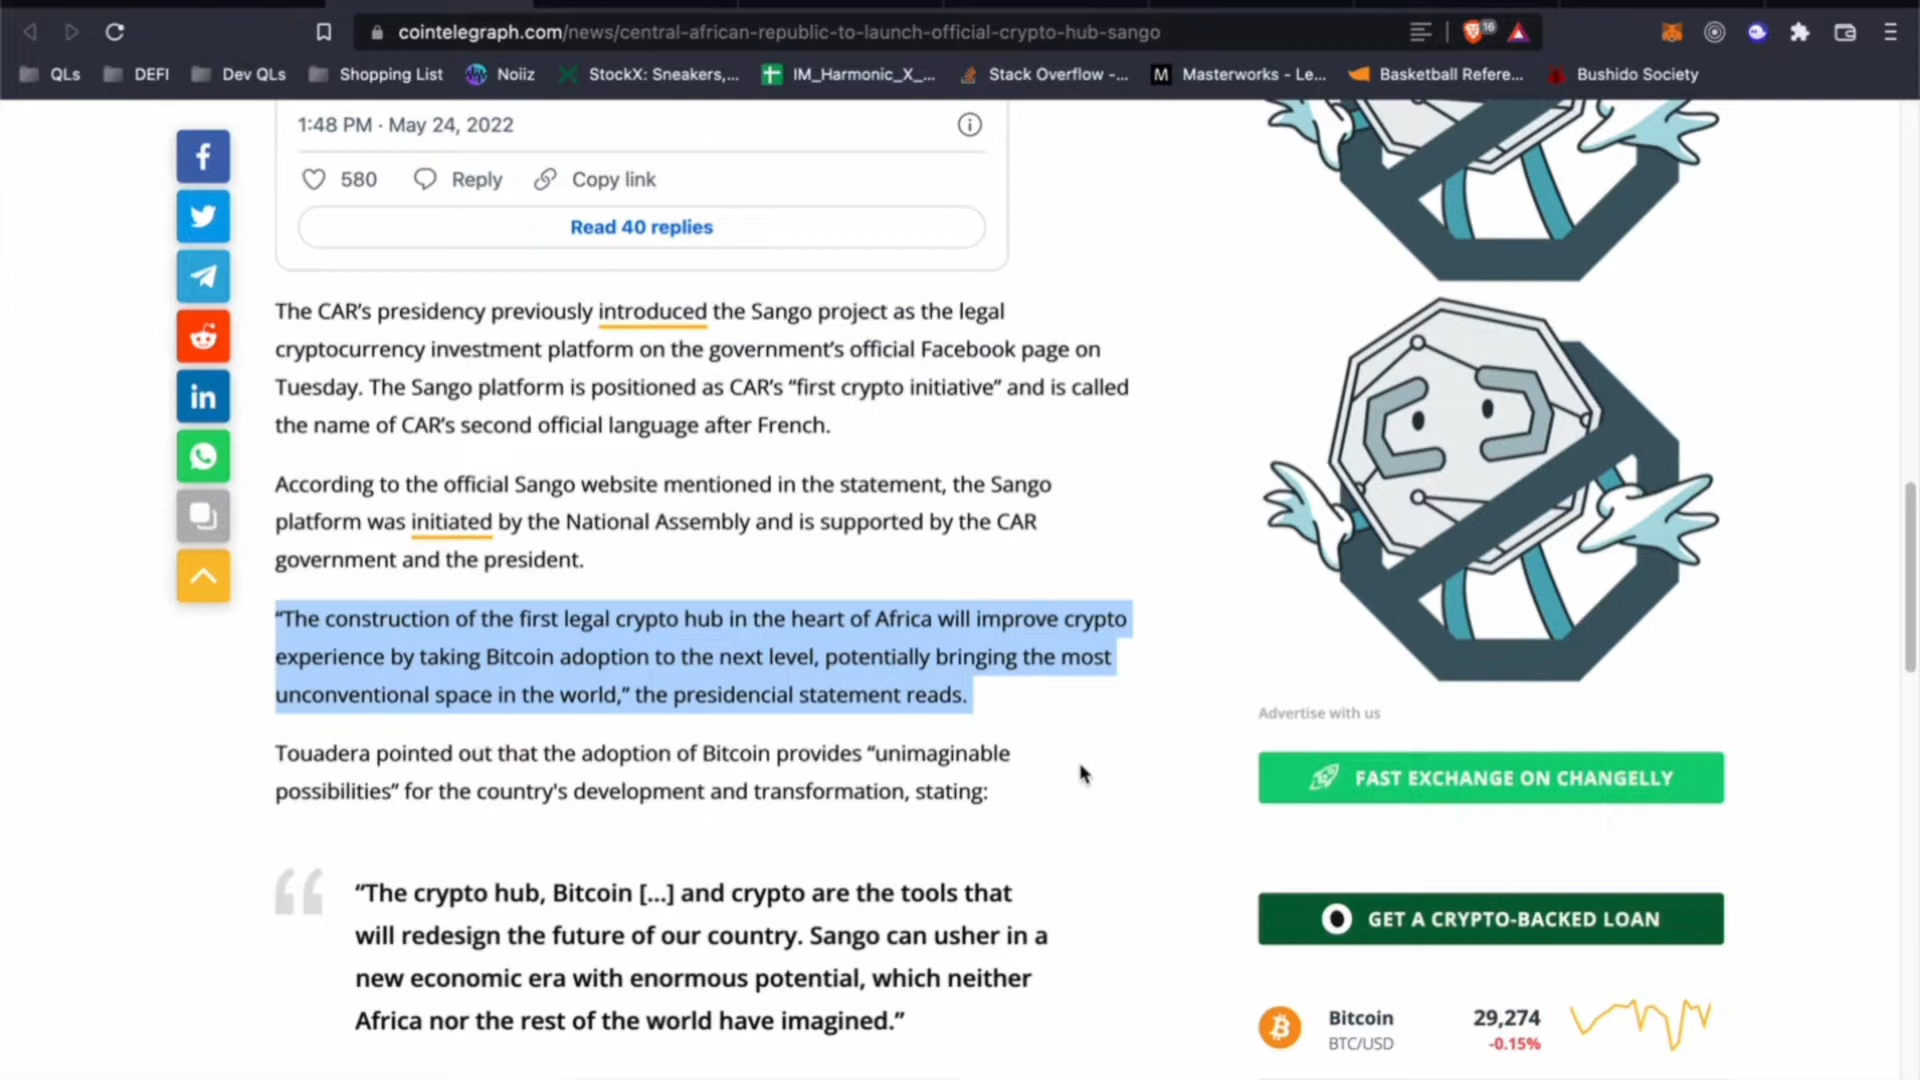 cointelegraph.com/news/central-african-republic-to-launch-official-crypto-hub-sango
16
QLs
DEFI
Dev QLs
Shopping List
Noiiz
StockX: Sneakers,...
IM_Harmonic_X_...
Stack Overflow -...
M
Masterworks - Le...
Basketball Refere...
Bushido Society
1:48 PM · May 24, 2022
580
Reply
Copy link
Read 40 replies
The CAR’s presidency previously introduced the Sango project as the legal
cryptocurrency investment platform on the government’s official Facebook page on
Tuesday. The Sango platform is positioned as CAR’s “first crypto initiative” and is called
the name of CAR’s second official language after French.
According to the official Sango website mentioned in the statement, the Sango
platform was initiated by the National Assembly and is supported by the CAR
government and the president.
“The construction of the first legal crypto hub in the heart of Africa will improve crypto
experience by taking Bitcoin adoption to the next level, potentially bringing the most
unconventional space in the world,” the presidencial statement reads.
Touadera pointed out that the adoption of Bitcoin provides “unimaginable
possibilities” for the country's development and transformation, stating:
“The crypto hub, Bitcoin [...] and crypto are the tools that
will redesign the future of our country. Sango can usher in a
new economic era with enormous potential, which neither
Africa nor the rest of the world have imagined.”
Advertise with us
FAST EXCHANGE ON CHANGELLY
GET A CRYPTO-BACKED LOAN
Bitcoin
29,274
BTC/USD
-0.15%